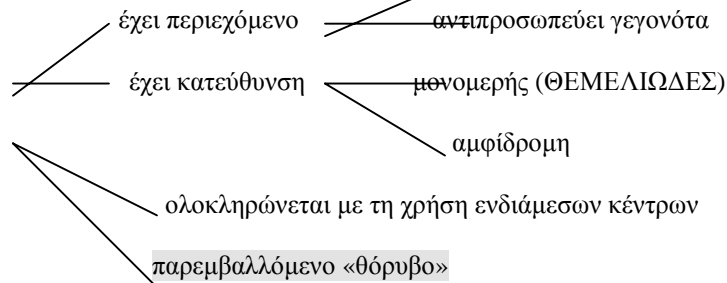 έχει περιεχόμενο αντιπροσωπεύει γεγονότα
έχει κατεύθυνση μονομερής (ΘΕΜΕΛΙΩΔΕΣ)
αμφίδρομη
ολοκληρώνεται με τη χρήση ενδιάμεσων κέντρων
παρεμβαλλόμενο «θόρυβο»